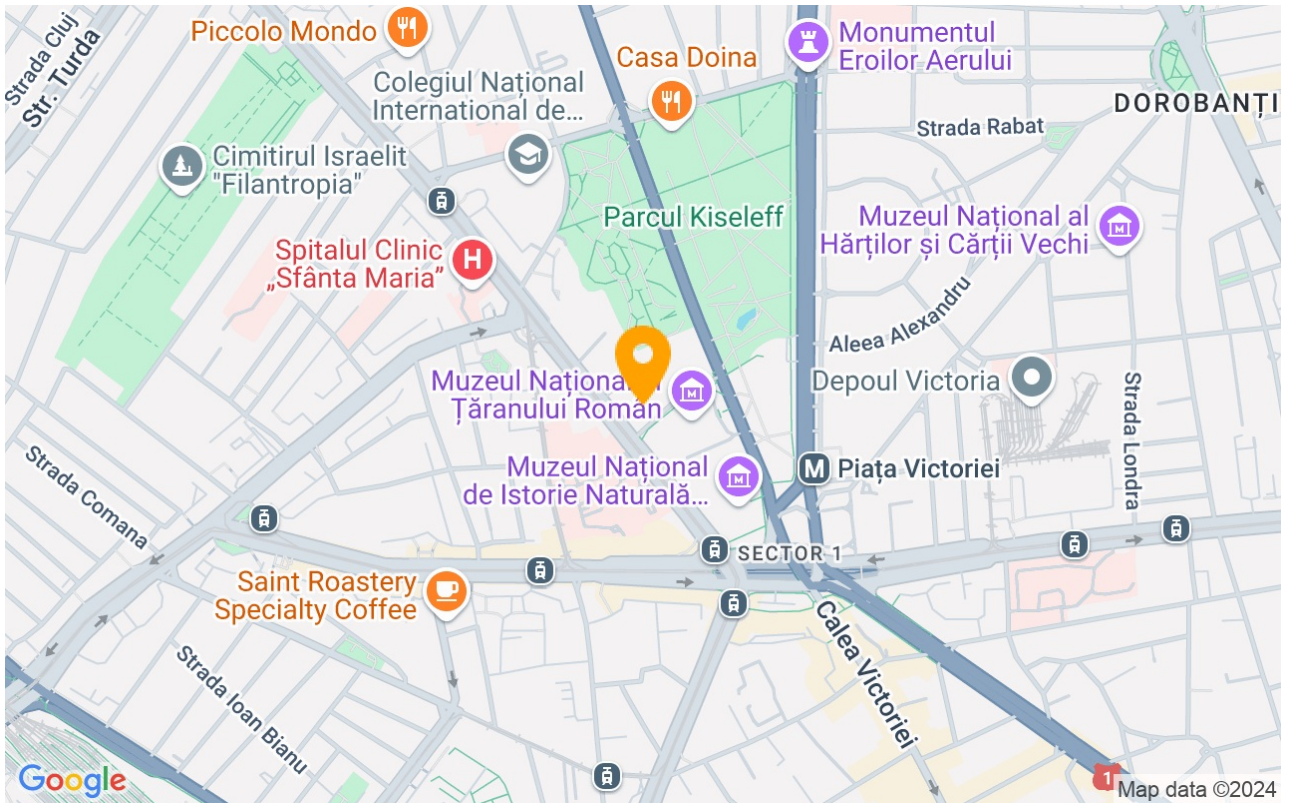 Piccolo Mondo
Strada Cluj
Str. Turda
Casa Doina
Monumentul
Eroilor Aerului
Colegiul Național
International de...
DOROBANȚI
Strada Rabat
Cimitirul Israelit
"Filantropia"
Parcul Kiseleff
Muzeul Național al
Hărților și Cărții Vechi
Spitalul Clinic
„Sfânta Maria”
H
Aleea Alexandru
Muzeul Național
Țăranului Român
M
Depoul Victoria
Strada Londra
Strada Comana
Muzeul Național
de Istorie Naturală...
M
M
Piața Victoriei
SECTOR 1
Saint Roastery
Specialty Coffee
Calea Victoriei
Strada Ioan Bianu
Google
1
Map data ©2024